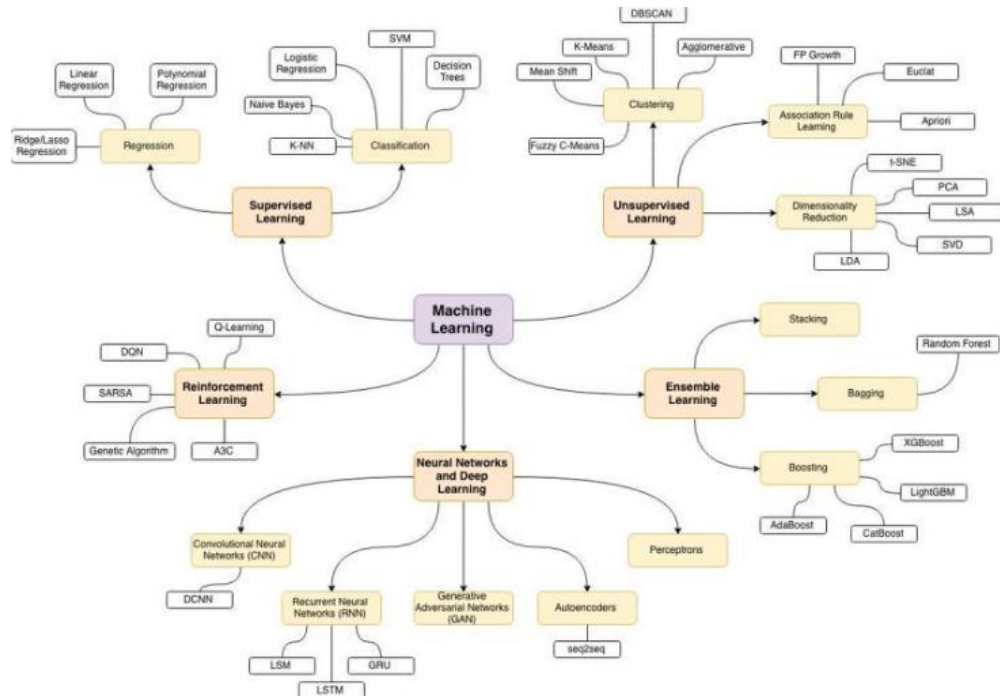 DBSCAN
SVM
K-Means
Agglomerative
FP Growth
Logistic
Regression
Decision
Trees
Linear
Regression
Polynomial
Regression
Mean Shift
Euclat
Clustering
Naive Bayes
Association Rule
Learning
Apriori
Ridge/Lasso
Regression
Regression
K-NN
Classification
Fuzzy C-Means
t-SNE
PCA
Supervised
Learning
Unsupervised
Learning
Dimensionality
Reduction
LSA
SVD
LDA
Machine
Learning
Stacking
Q-Learning
Random Forest
DQN
Reinforcement
Learning
Ensemble
Learning
SARSA
Bagging
Genetic Algorithm
A3C
XGBoost
Neural Networks
and Deep
Learning
Boosting
LightGBM
AdaBoost
CatBoost
Convolutional Neural
Networks (CNN)
Perceptrons
DCNN
Recurrent Neural
Networks (RNN)
Generative
Adversarial Networks
(GAN)
Autoencoders
seq2seq
LSM
GRU
LSTM